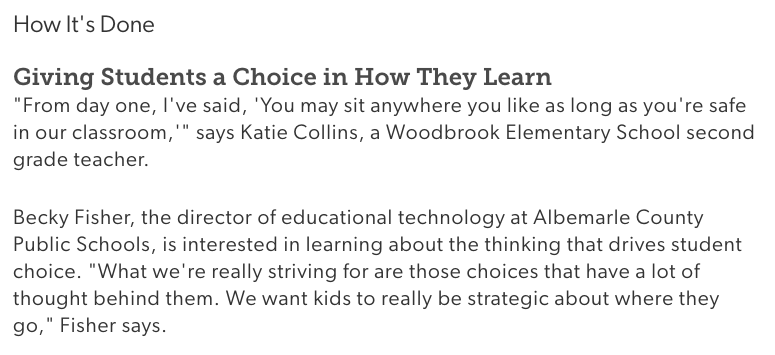 How It's Done
Giving Students a Choice in How They Learn
"From day one, I've said, 'You may sit anywhere you like as long as you're safe
in our classroom,'" says Katie Collins, a Woodbrook Elementary School second
grade teacher.
Becky Fisher, the director of educational technology at Albemarle County
Public Schools, is interested in learning about the thinking that drives student
choice. "What we're really striving for are those choices that have a lot of
thought behind them. We want kids to really be strategic about where they
go," Fisher says.